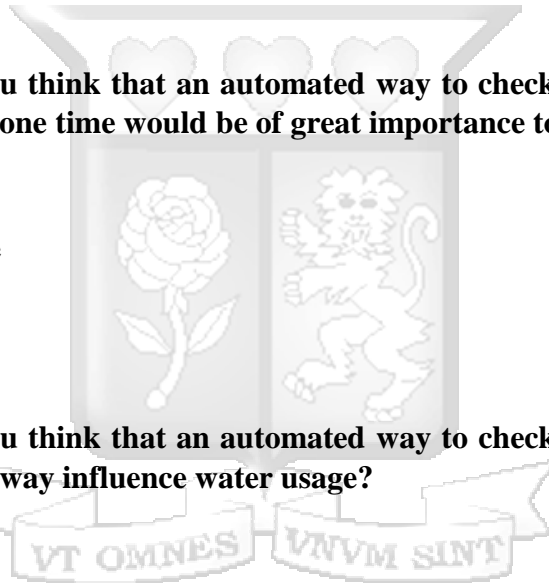 u think that an automated way to check
one time would be of great importance to
u think that an automated way to check
way influence water usage?
VT OMNES VNVM SINT